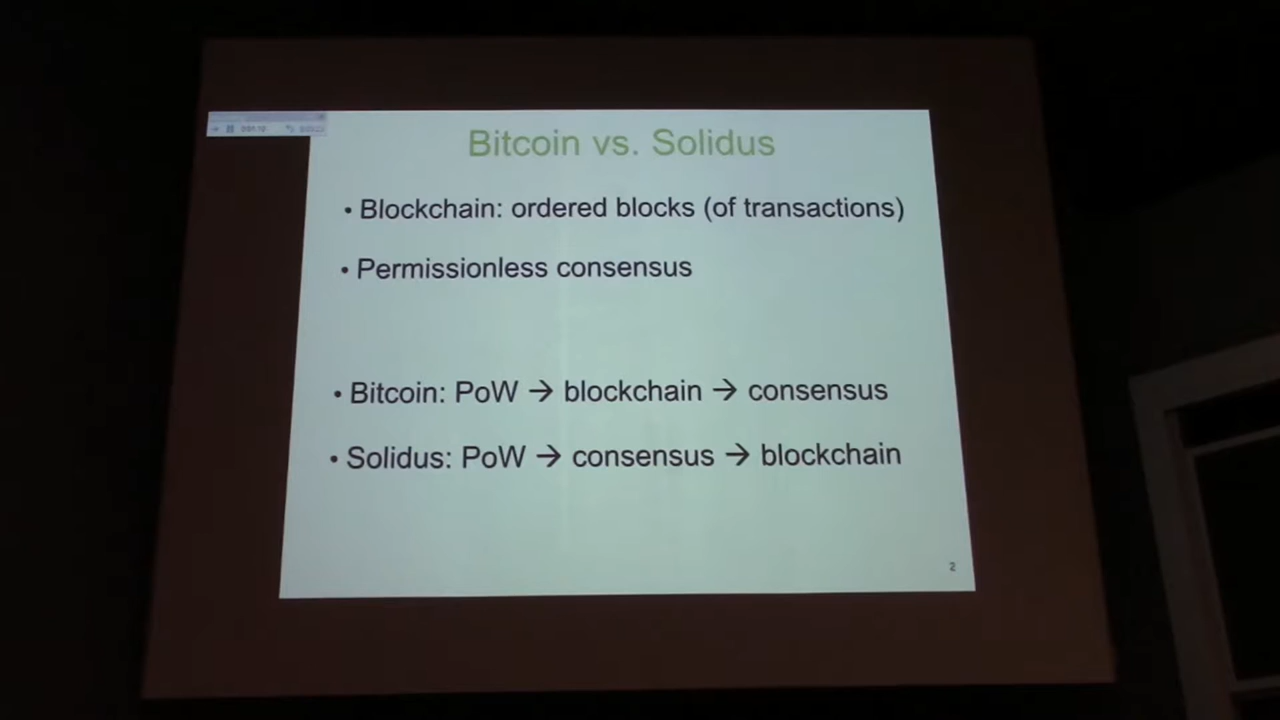 Bitcoin vs. Solidus
• Blockchain: ordered blocks (of transactions)
• Permissionless consensus
• Bitcoin: PoW → blockchain → consensus
• Solidus: PoW → consensus → blockchain
2